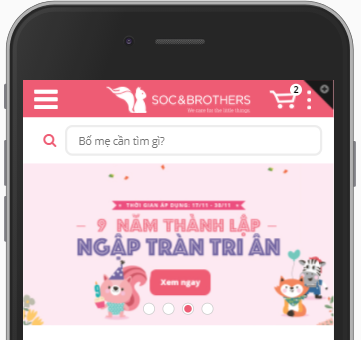 SOC&BROTHERS
We care for the little things
2
Bố mẹ cần tìm gì?
THỜI GIAN ÁP DỤNG: 17/11 - 30/11
9 NĂM THÀNH LẬP
NGẬP TRÀN TRI ÂN
Xem ngay